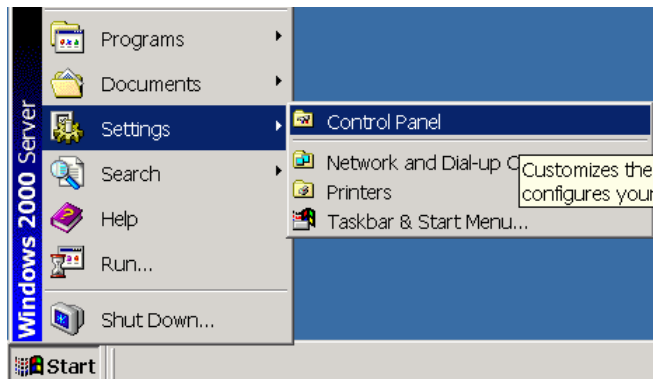 Programs
Documents
Settings
Search
Help
Run...
Shut Down...
Windows 2000 Server
Control Panel
Network and Dial-up
Printers
Taskbar & Start Menu...
Customizes the
configures your
Start